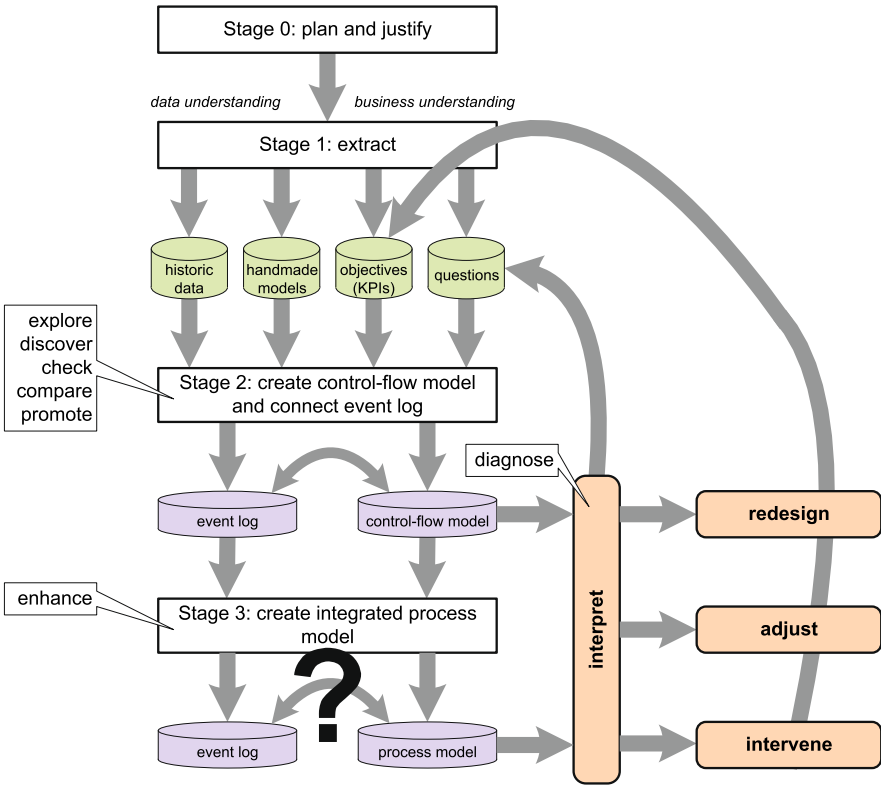 Stage 0: plan and justify
data understanding
business understanding
Stage 1: extract
historic
data
handmade
models
objectives
(KPIs)
questions
explore
discover
check
compare
promote
Stage 2: create control-flow model
and connect event log
diagnose
event log
control-flow model
redesign
enhance
Stage 3: create integrated process
model
interpret
adjust
?
event log
process model
intervene